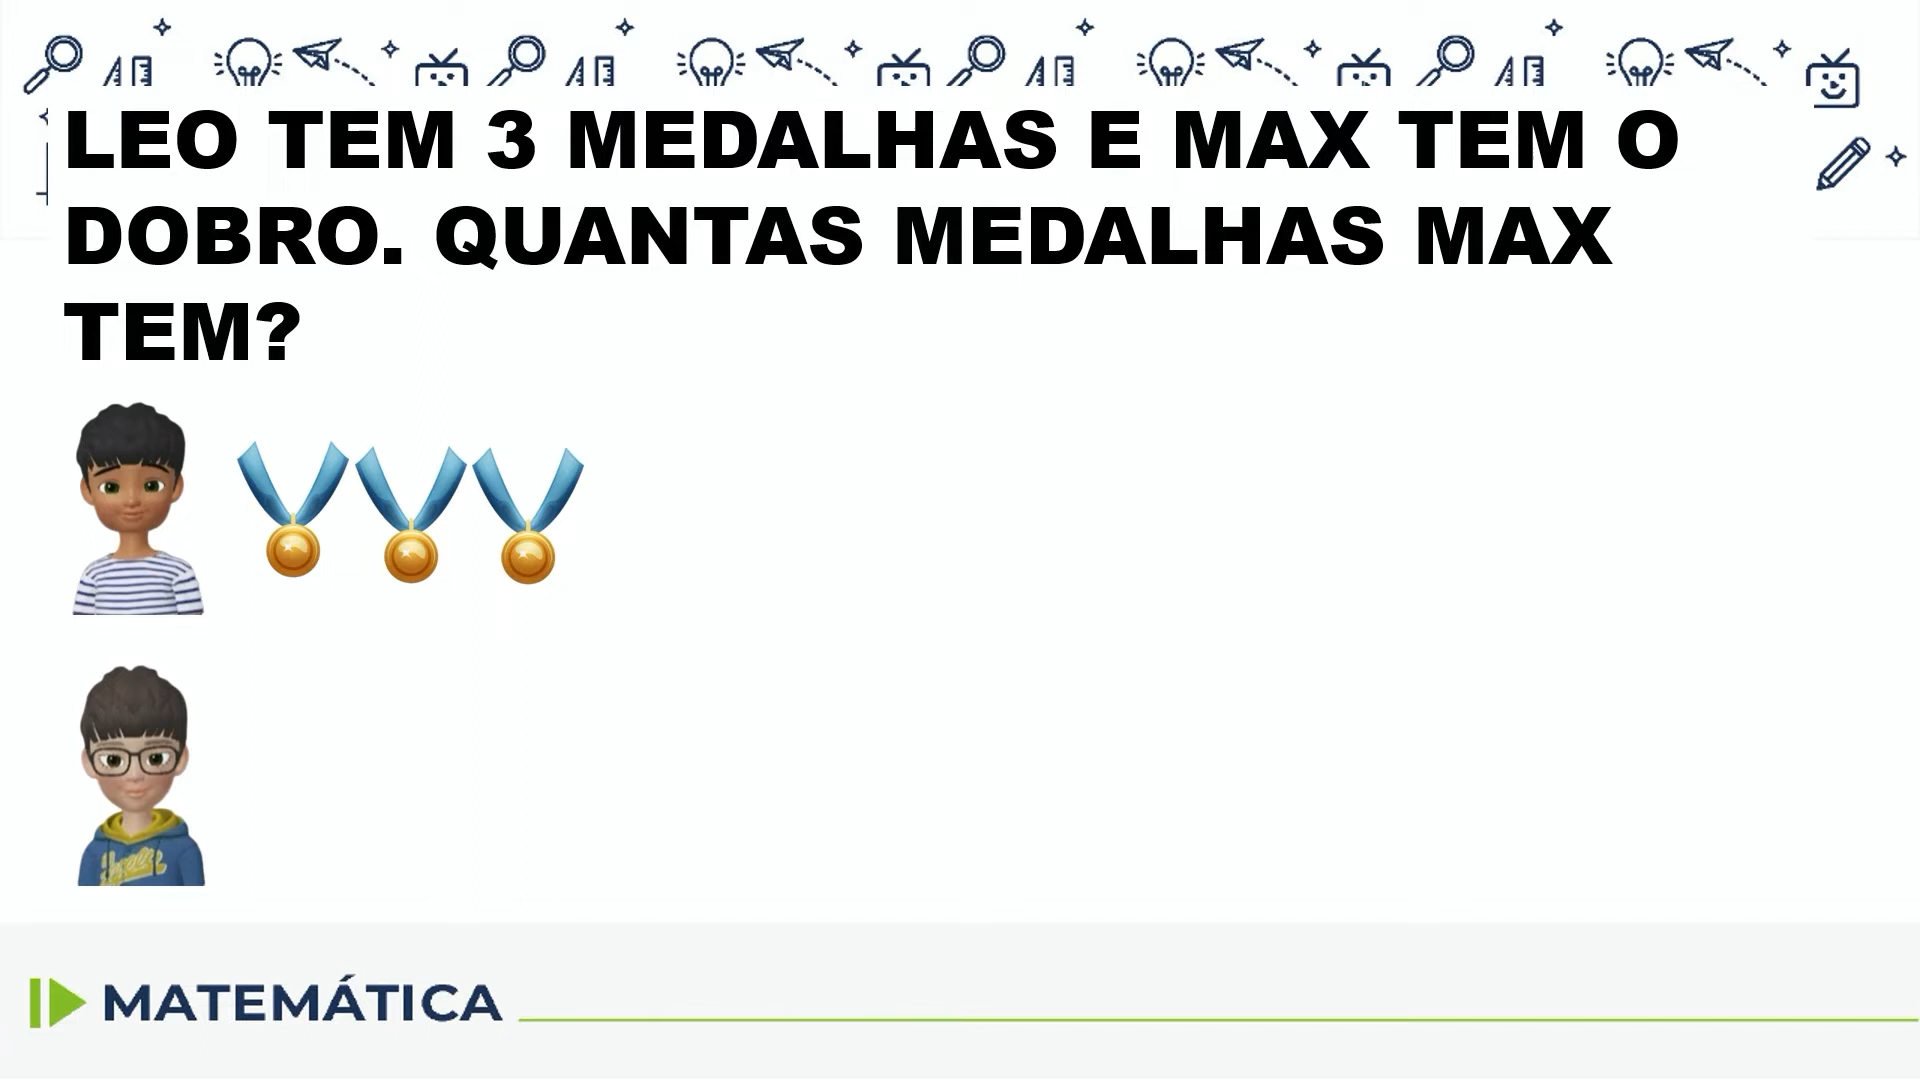 LEO TEM 3 MEDALHAS E MAX TEM O
DOBRO. QUANTAS MEDALHAS MAX
TEM?
MATEMÁTICA